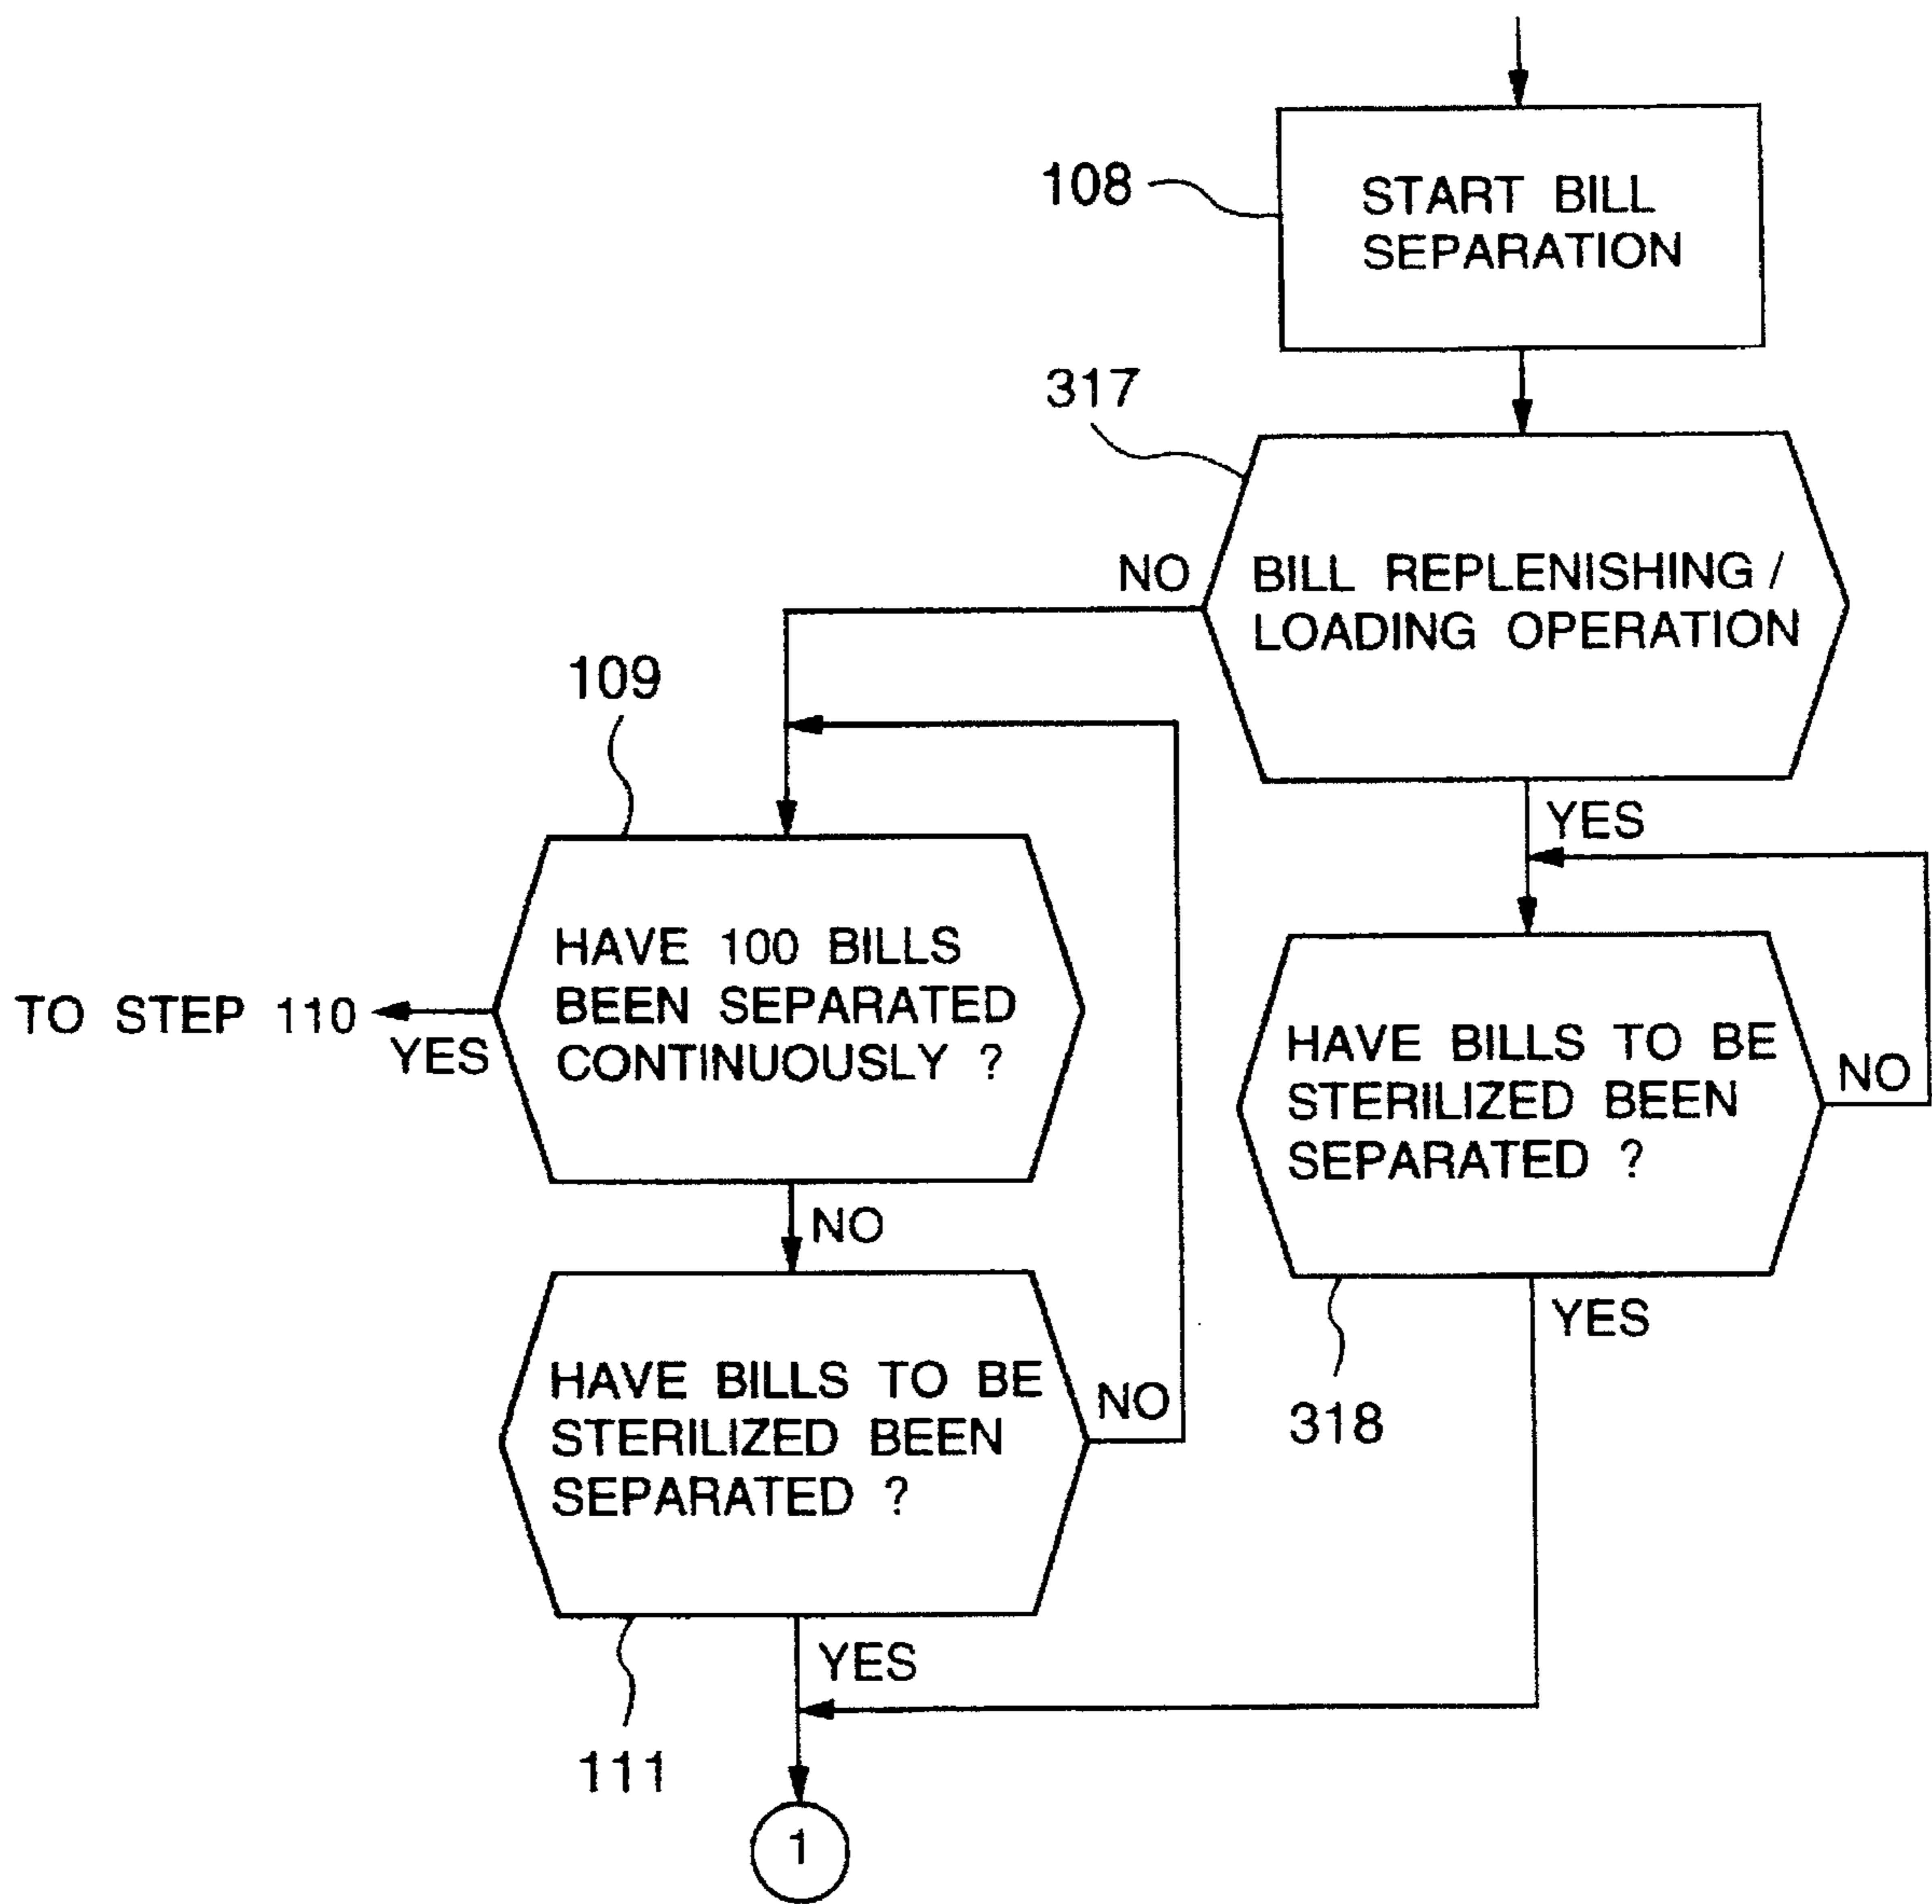 108
START BILL
SEPARATION
317
NO
BILL REPLENISHING /
LOADING OPERATION
YES
109
HAVE 100 BILLS
BEEN SEPARATED
CONTINUOUSLY ?
TO STEP 110
YES
NO
HAVE BILLS TO BE
STERILIZED BEEN
SEPARATED ?
NO
YES
318
HAVE BILLS TO BE
STERILIZED BEEN
SEPARATED ?
NO
YES
111
1